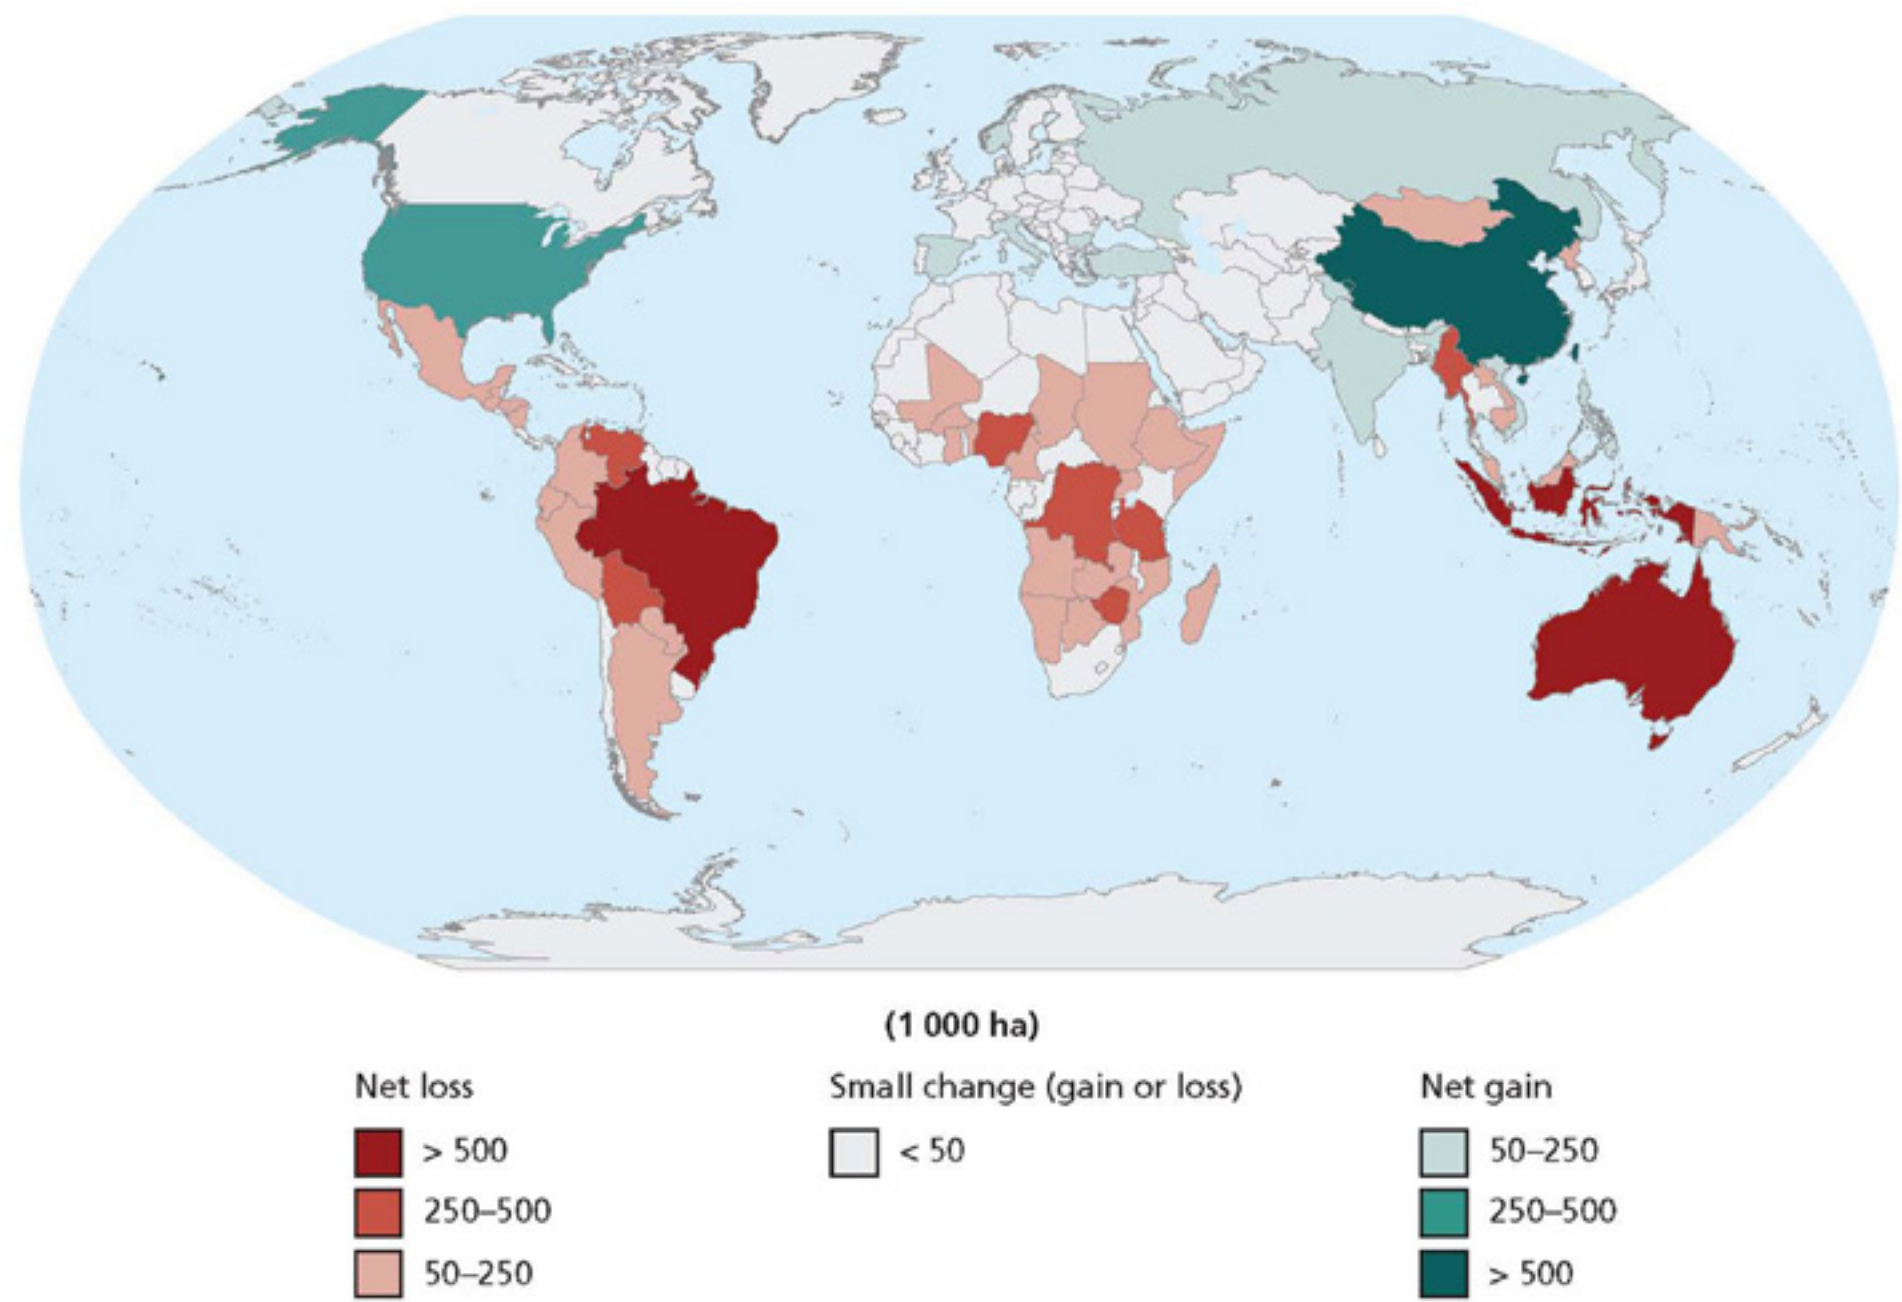 (1 000 ha)
Net loss
> 500
250–500
50–250
Small change (gain or loss)
< 50
Net gain
50–250
250–500
> 500